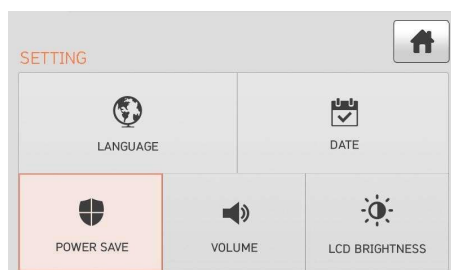 SETTING
LANGUAGE
DATE
POWER SAVE
VOLUME
LCD BRIGHTNESS